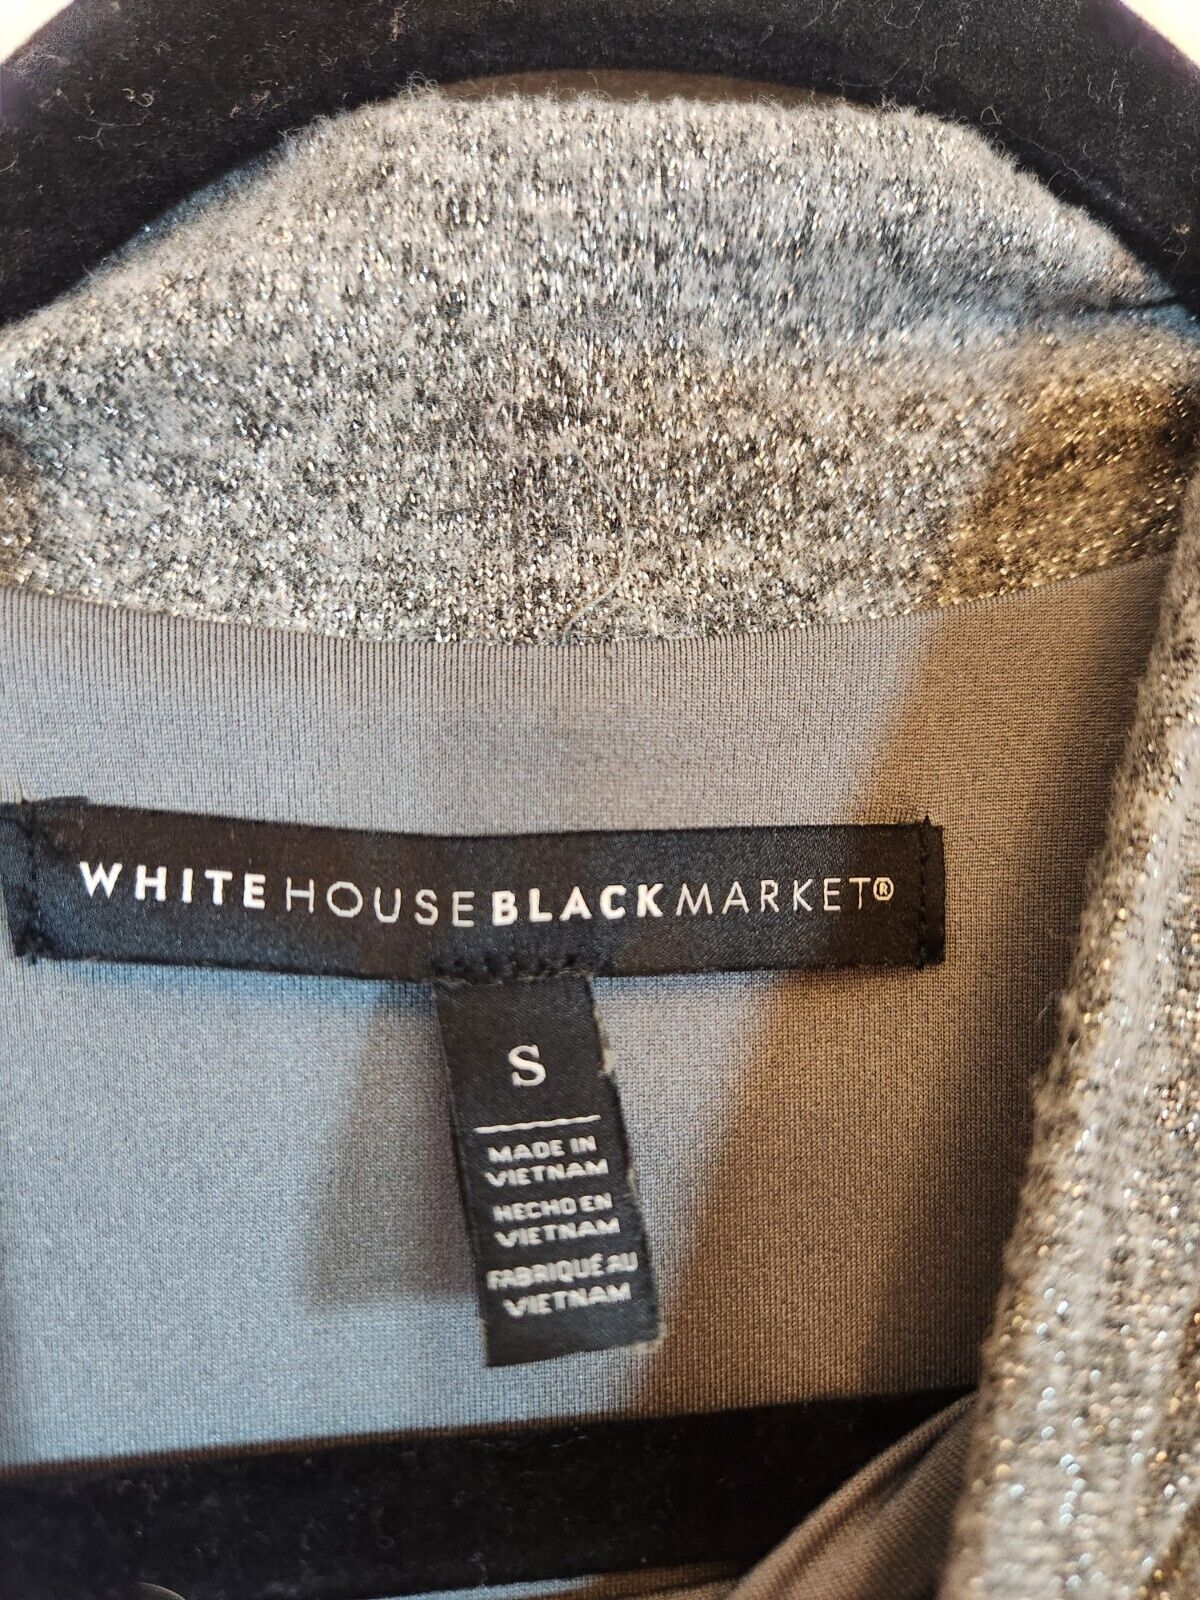 WHITEHOUSEBLACKMARKET®
S
MADE IN
VIETNAM
HECHO EN
VIETNAM
FABRIQUÉ AU
VIETNAM